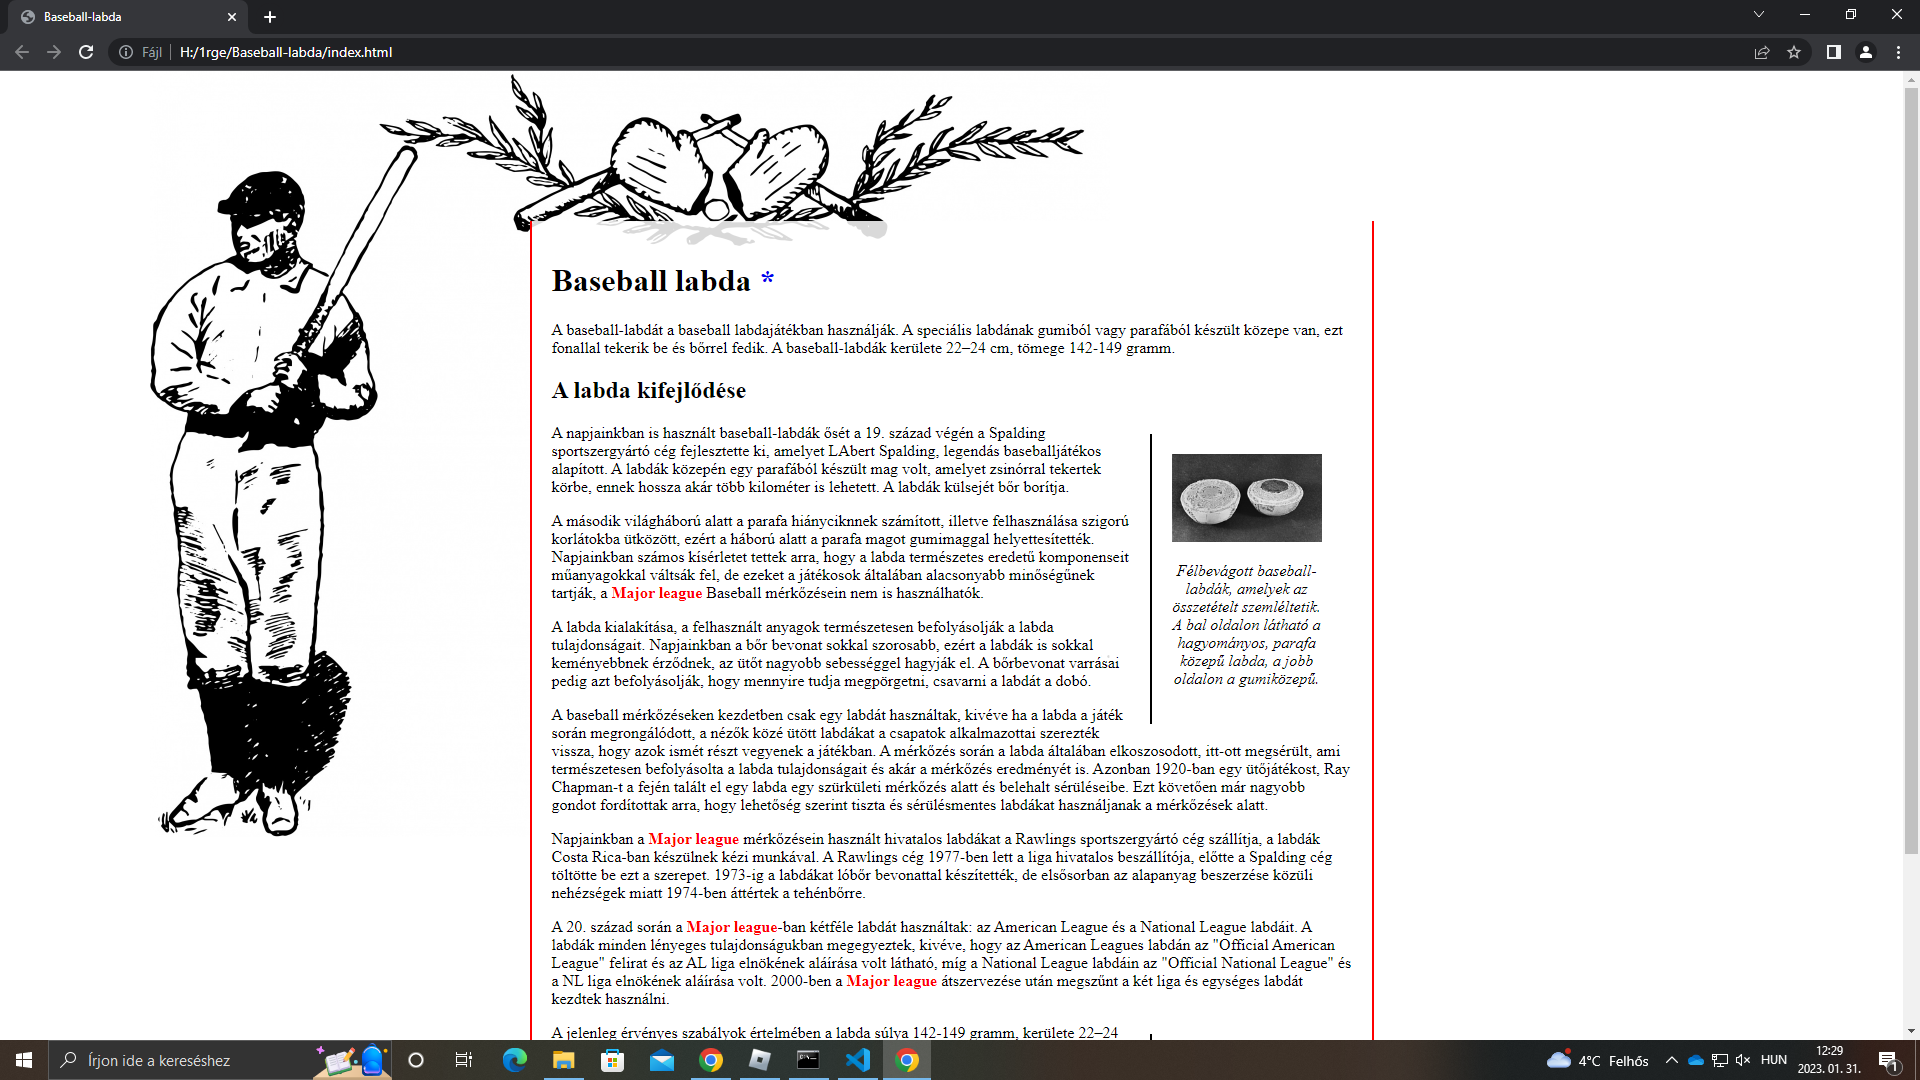 Baseball-labda
Fájl
H:/1rge/Baseball-labda/index.html
Baseball labda *
A baseball-labdát a baseball labdajátékban használják. A speciális labdának gumiból vagy parafából készült közepe van, ezt
fonallal tekerik be és bőrrel fedik. A baseball-labdák kerülete 22–24 cm, tömege 142-149 gramm.
A labda kifejlődése
A napjainkban is használt baseball-labdák ősét a 19. század végén a Spalding
sportszergyártó cég fejlesztette ki, amelyet LAbert Spalding, legendás baseballjátékos
alapított. A labdák közepén egy parafából készült mag volt, amelyet zsinórral tekertek
körbe, ennek hossza akár több kilométer is lehetett. A labdák külsejét bőr borítja.
A második világháború alatt a parafa hiányciknnek számított, illetve felhasználása szigorú
korlátokba ütközött, ezért a háború alatt a parafa magot gumimaggal helyettesítették.
Napjainkban számos kísérletet tettek arra, hogy a labda természetes eredetű komponenseit
műanyagokkal váltsák fel, de ezeket a játékosok általában alacsonyabb minőségűnek
tartják, a Major league Baseball mérkőzésein nem is használhatók.
A labda kialakítása, a felhasznált anyagok természetesen befolyásolják a labda
tulajdonságait. Napjainkban a bőr bevonat sokkal szorosabb, ezért a labdák is sokkal
keményebbnek érződnek, az ütőt nagyobb sebességgel hagyják el. A bőrbevonat varrásai
pedig azt befolyásolják, hogy mennyire tudja megpörgetni, csavarni a labdát a dobó.
Félbevágott baseball-
labdák, amelyek az
összetételt szemléltetik.
A bal oldalon látható a
hagyományos, parafa
közepű labda, a jobb
oldalon a gumiközepű.
A baseball mérkőzéseken kezdetben csak egy labdát használtak, kivéve ha a labda a játék
során megrongálódott, a nézők közé ütött labdákat a csapatok alkalmazottai szerezték
vissza, hogy azok ismét részt vegyenek a játékban. A mérkőzés során a labda általában elkoszosodott, itt-ott megsérült, ami
természetesen befolyásolta a labda tulajdonságait és akár a mérkőzés eredményét is. Azonban 1920-ban egy ütőjátékost, Ray
Chapman-t a fején talált el egy labda egy szürkületi mérkőzés alatt és belehalt sérüléseibe. Ezt követően már nagyobb
gondot fordítottak arra, hogy lehetőség szerint tiszta és sérülésmentes labdákat használjanak a mérkőzések alatt.
Napjainkban a Major league mérkőzésein használt hivatalos labdákat a Rawlings sportszergyártó cég szállítja, a labdák
Costa Rica-ban készülnek kézi munkával. A Rawlings cég 1977-ben lett a liga hivatalos beszállítója, előtte a Spalding cég
töltötte be ezt a szerepet. 1973-ig a labdákat lóbőr bevonattal készítették, de elsősorban az alapanyag beszerzése közüli
nehézségek miatt 1974-ben áttértek a tehénbőrre.
A 20. század során a Major league-ban kétféle labdát használtak: az American League és a National League labdáit. A
labdák minden lényeges tulajdonságukban megegyeztek, kivéve, hogy az American Leagues labdán az "Official American
League" felirat és az AL liga elnökének aláírása volt látható, míg a National League labdáin az "Official National League" és
a NL liga elnökének aláírása volt. 2000-ben a Major league átszervezése után megszűnt a két liga és egységes labdát
kezdtek használni.
A jelenleg érvényes szabályok értelmében a labda súlya 142-149 gramm, kerülete 22–24
Írjon ide a kereséshez
4°C Felhős
HUN
12:29
2023. 01. 31.
1